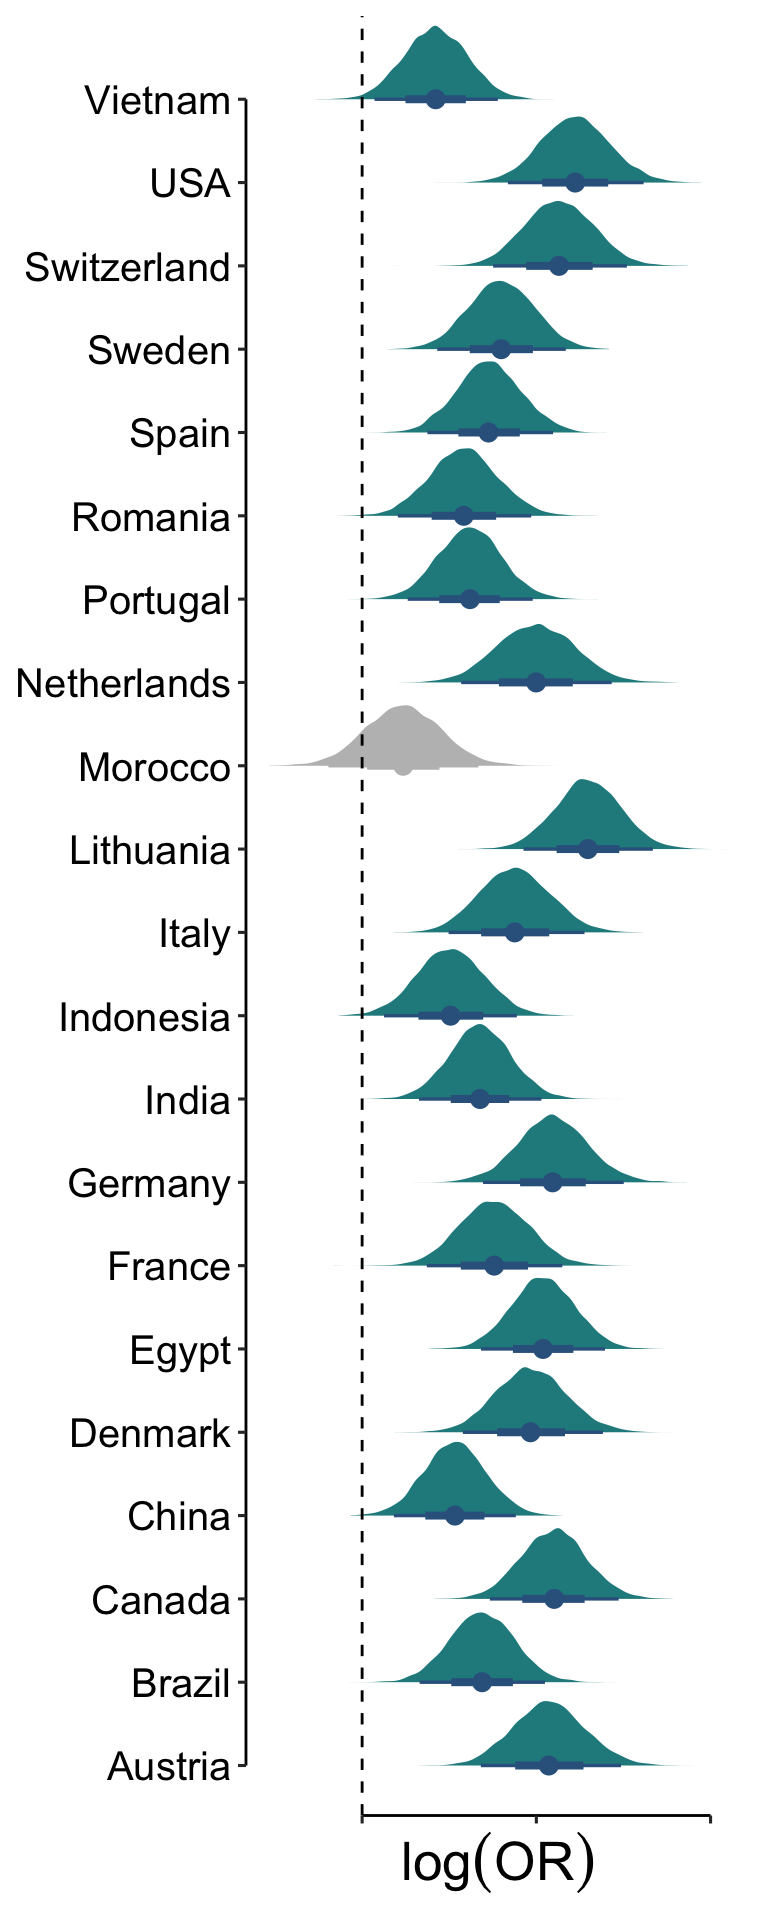 Vietnam
USA
Switzerland
Sweden
Spain
Romania
Portugal
Netherlands
Morocco
Lithuania
Italy
Indonesia
India
Germany
France
Egypt
Denmark
China
Canada
Brazil
Austria
log(OR)